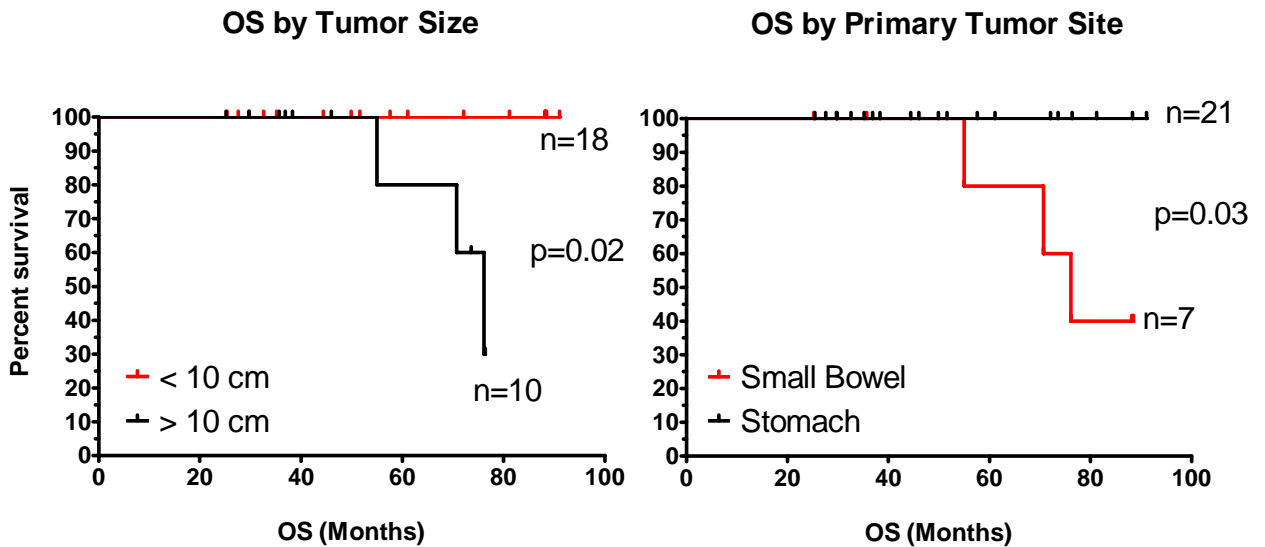 OS by Tumor Size
Percent survival
100
90
80
70
60
50
40
30
20
10
0
0 20 40 60 80 100
OS (Months)
n=18
p=0.02
n=10
< 10 cm
> 10 cm
OS by Primary Tumor Site
100
90
80
70
60
50
40
30
20
10
0
0 20 40 60 80 100
OS (Months)
n=21
p=0.03
n=7
Small Bowel
Stomach